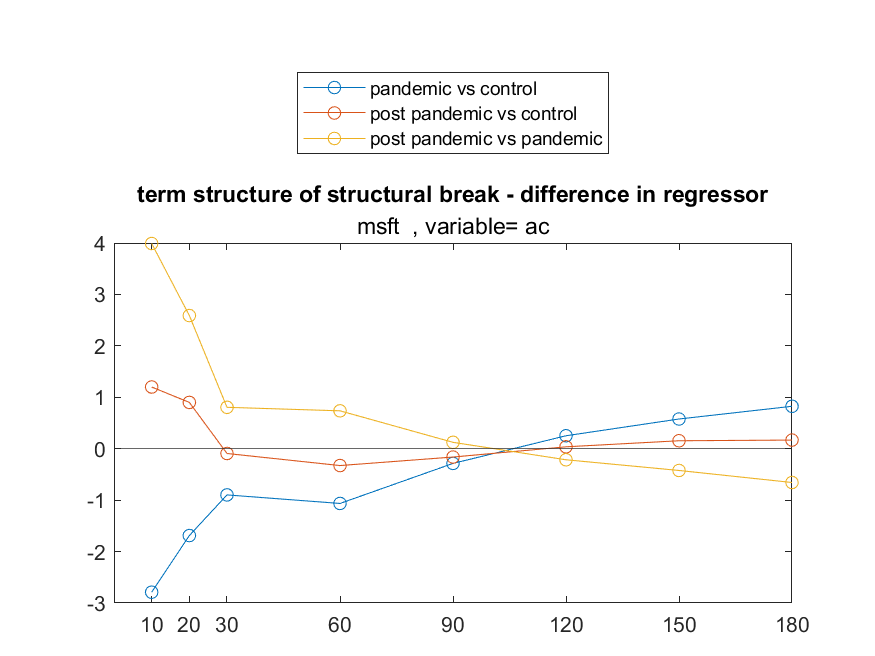 pandemic vs control
post pandemic vs control
post pandemic vs pandemic
term structure of structural break - difference in regressor
msft , variable= ac
4
3
2
1
0
-1
-2
-3
10 20 30 60 90 120 150 180